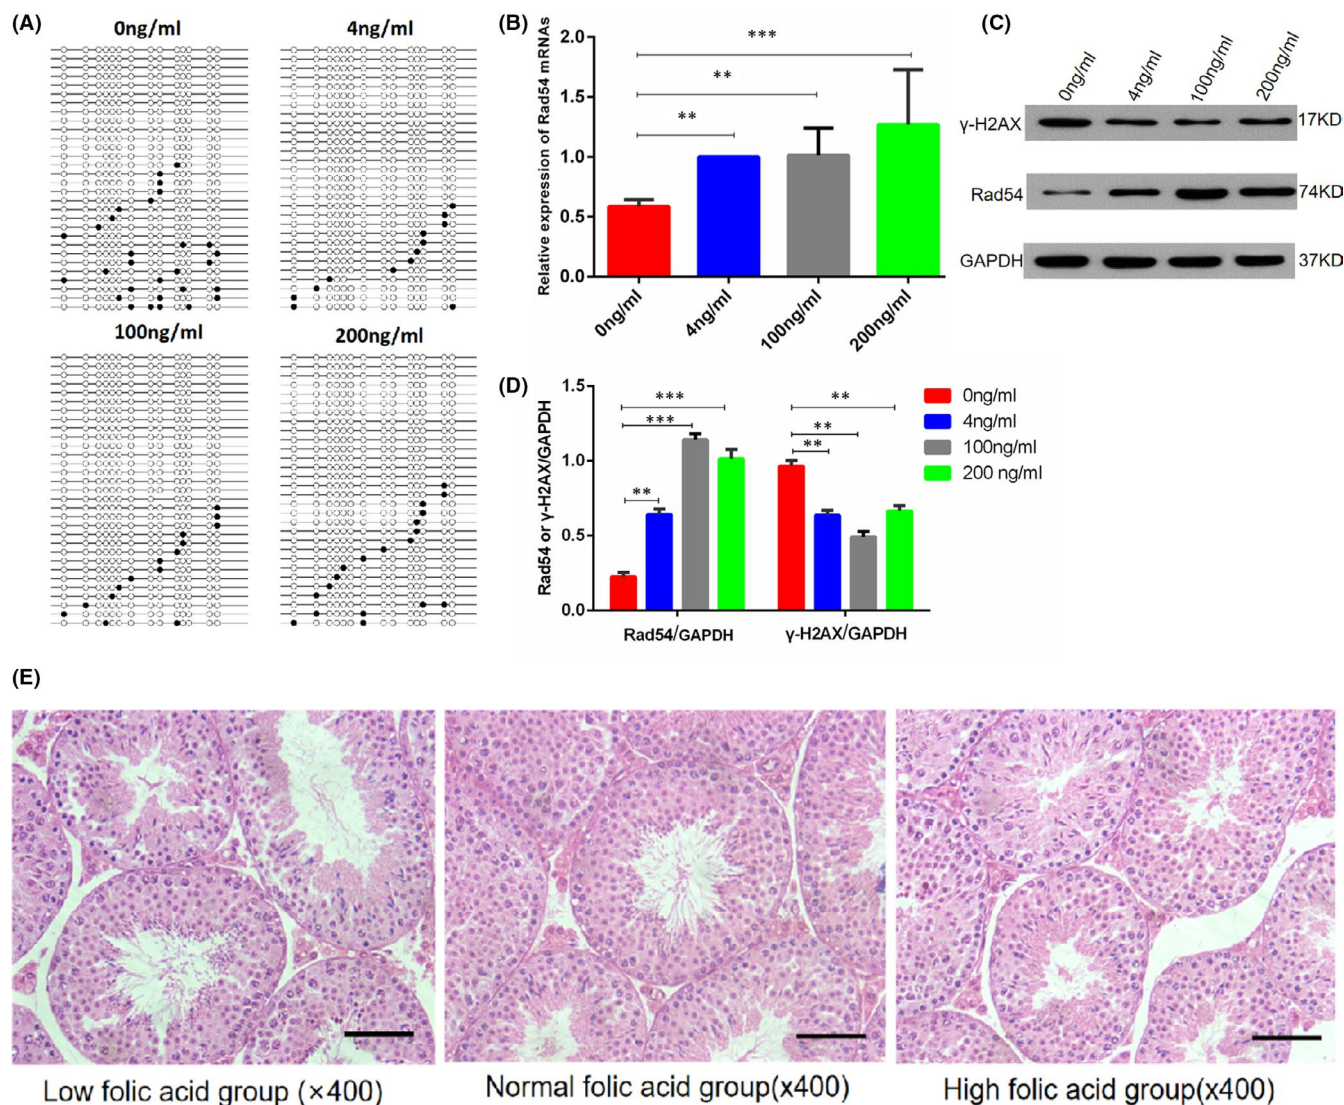 (A)
0ng/ml
4ng/ml
100ng/ml
200ng/ml
(B)
Relative expression of Rad54 mRNAs
2.0
1.5
1.0
0.5
0.0
***
**
**
0ng/ml
4ng/ml
100ng/ml
200ng/ml
(C)
0ng/ml
4ng/ml
100ng/ml
200ng/ml
γ-H2AX
17KD
Rad54
74KD
GAPDH
37KD
(D)
Rad54 or γ-H2AX/GAPDH
1.5
1.0
0.5
0.0
***
***
**
**
**
**
Rad54/GAPDH
γ-H2AX/GAPDH
0ng/ml
4ng/ml
100ng/ml
200 ng/ml
(E)
Low folic acid group (×400)
Normal folic acid group(x400)
High folic acid group(x400)